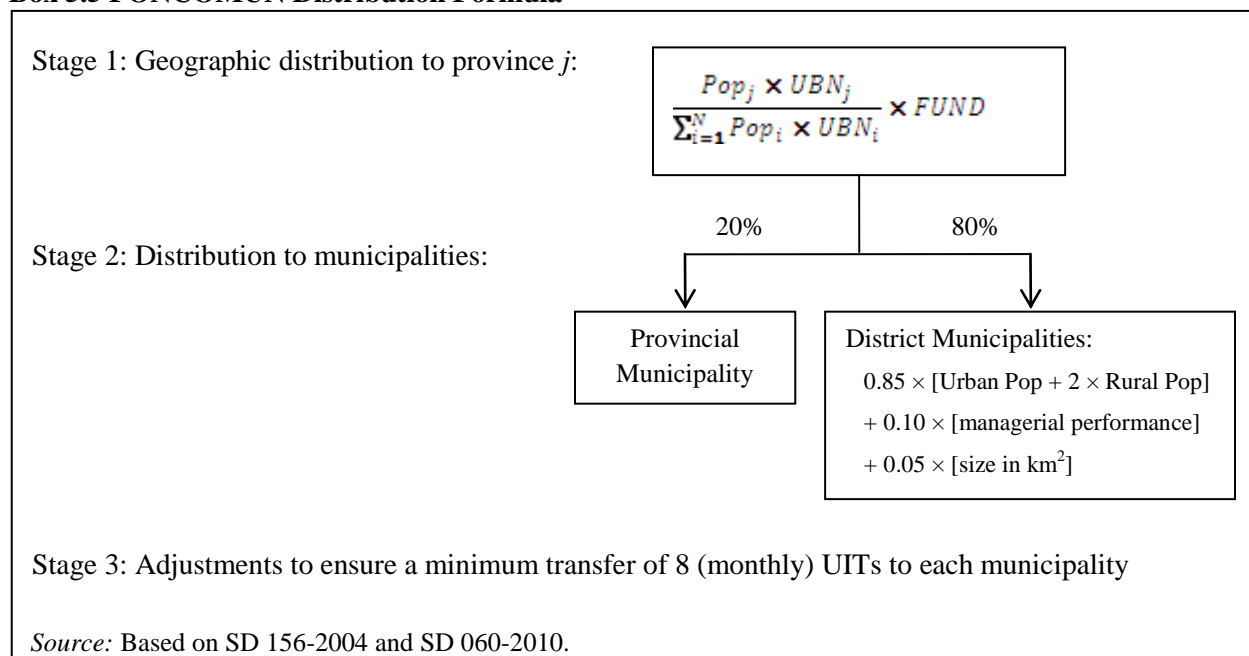 Box 3.3 FONCOMUN Distribution Formula
Stage 1: Geographic distribution to province j:
Pop_j × UBN_j
∑_{i=1}^{N} Pop_i × UBN_i
× FUND
20%
80%
Stage 2: Distribution to municipalities:
Provincial
Municipality
District Municipalities:
0.85 × [Urban Pop + 2 × Rural Pop]
+ 0.10 × [managerial performance]
+ 0.05 × [size in km²]
Stage 3: Adjustments to ensure a minimum transfer of 8 (monthly) UITs to each municipality
Source: Based on SD 156-2004 and SD 060-2010.